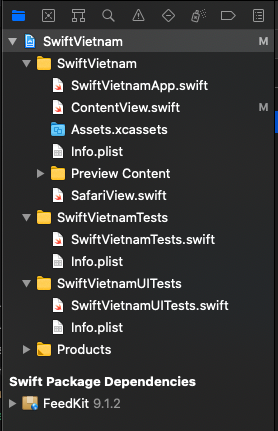 SwiftVietnam M
SwiftVietnam
SwiftVietnamApp.swift
ContentView.swift M
Assets.xcassets
Info.plist
Preview Content
SafariView.swift
SwiftVietnamTests
SwiftVietnamTests.swift
Info.plist
SwiftVietnamUITests
SwiftVietnamUITests.swift
Info.plist
Products
Swift Package Dependencies
FeedKit 9.1.2